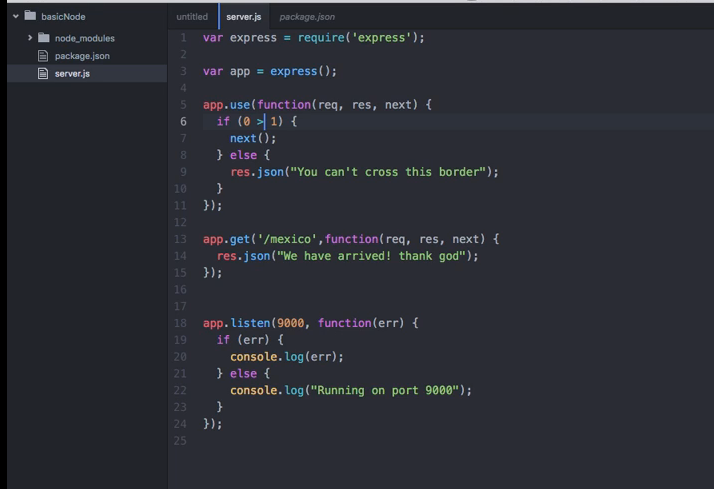 basicNode
node_modules
package.json
server.js
untitled server.js package.json
1 var express = require('express');
2
3 var app = express();
4
5 app.use(function(req, res, next) {
6 if (0 > 1) {
7 next();
8 } else {
9 res.json("You can't cross this border");
10 }
11 });
12
13 app.get('/mexico',function(req, res, next) {
14 res.json("We have arrived! thank god");
15 });
16
17
18 app.listen(9000, function(err) {
19 if (err) {
20 console.log(err);
21 } else {
22 console.log("Running on port 9000");
23 }
24 });
25